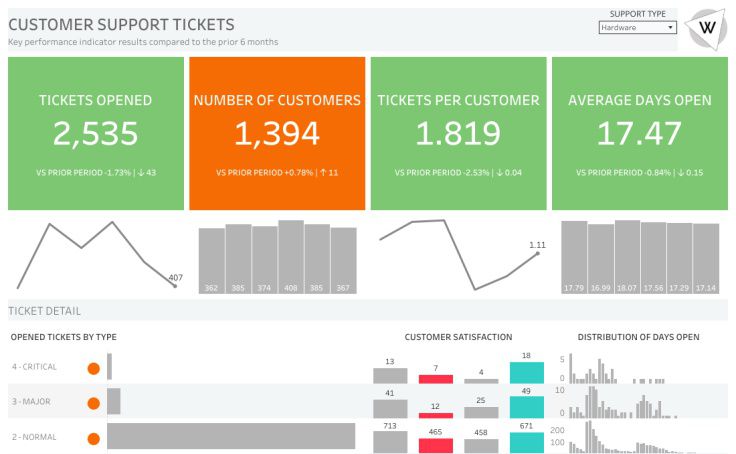 CUSTOMER SUPPORT TICKETS
Key performance indicator results compared to the prior 6 months
SUPPORT TYPE
Hardware
W
TICKETS OPENED
2,535
VS PRIOR PERIOD -1.73% | ↓ 43
NUMBER OF CUSTOMERS
1,394
VS PRIOR PERIOD +0.78% | ↑ 11
TICKETS PER CUSTOMER
1.819
VS PRIOR PERIOD -2.53% | ↓ 0.04
AVERAGE DAYS OPEN
17.47
VS PRIOR PERIOD -0.84% | ↓ 0.15
407
362 385 374 408 385 367
1.11
17.79 16.99 18.07 17.56 17.29 17.14
TICKET DETAIL
OPENED TICKETS BY TYPE
CUSTOMER SATISFACTION
DISTRIBUTION OF DAYS OPEN
4 - CRITICAL
13 7 4 18
5
0
3 - MAJOR
41 12 25 49
10
0
2 - NORMAL
713 465 458 671
200
100